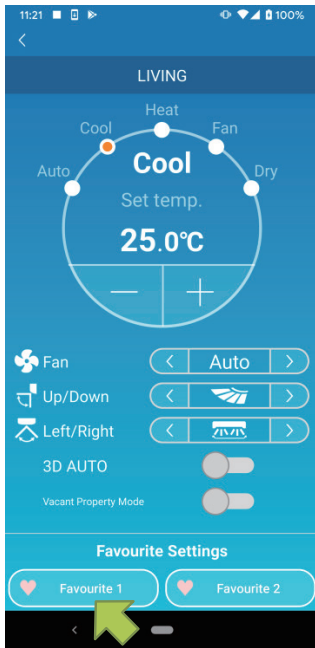 11:21 100%
LIVING
Heat
Cool Fan
Auto Dry
Cool
Set temp.
25.0°C
Fan Auto
Up/Down
Left/Right
3D AUTO
Vacant Property Mode
Favourite Settings
Favourite 1 Favourite 2